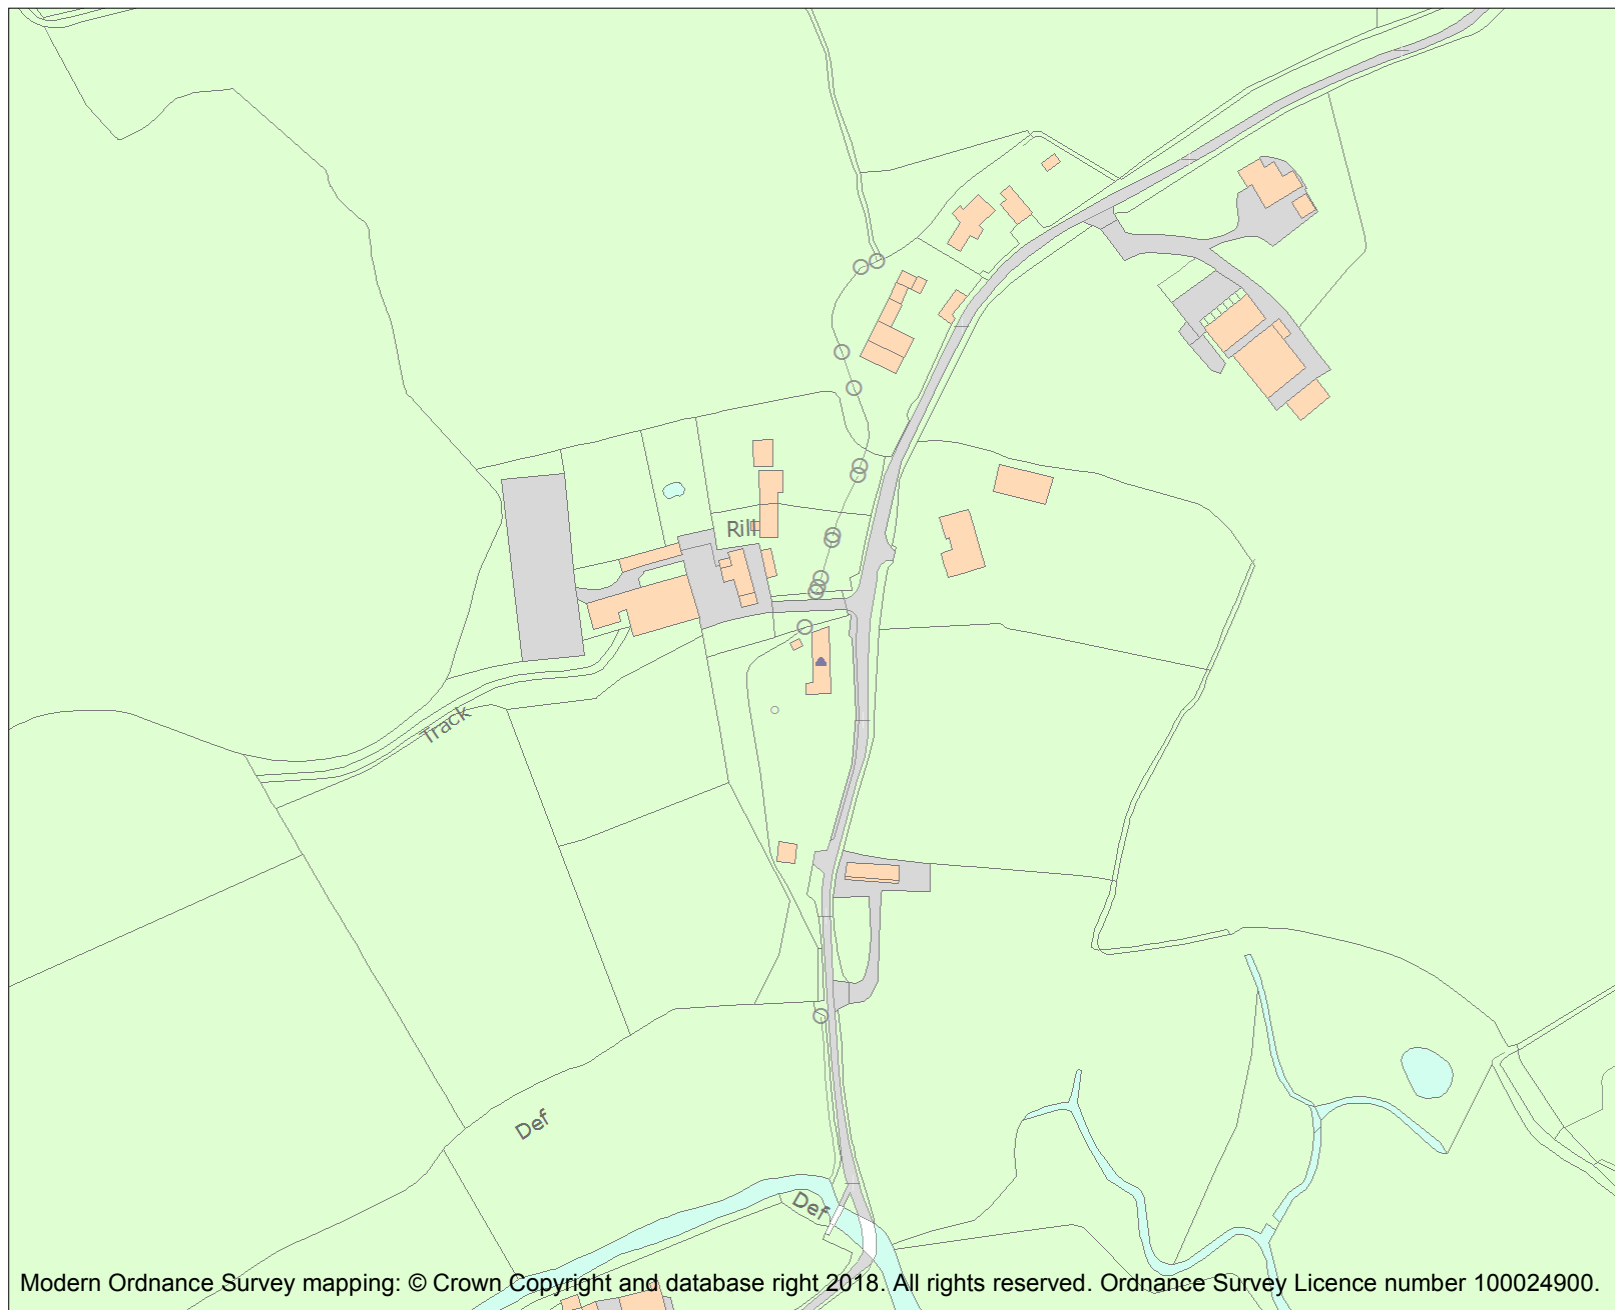 Rill
Track
Def
Def
Modern Ordnance Survey mapping: © Crown Copyright and database right 2018. All rights reserved. Ordnance Survey Licence number 100024900.